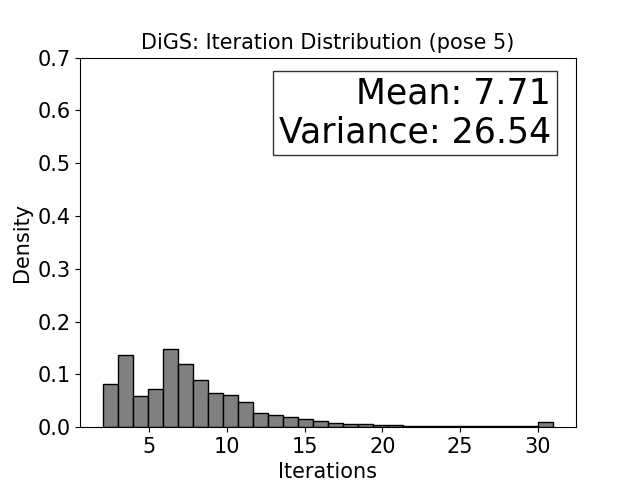 DiGS: Iteration Distribution (pose 5)
0.7
0.6
0.5
0.4
0.3
0.2
0.1
0.0
Density
Mean: 7.71
Variance: 26.54
5 10 15 20 25 30
Iterations